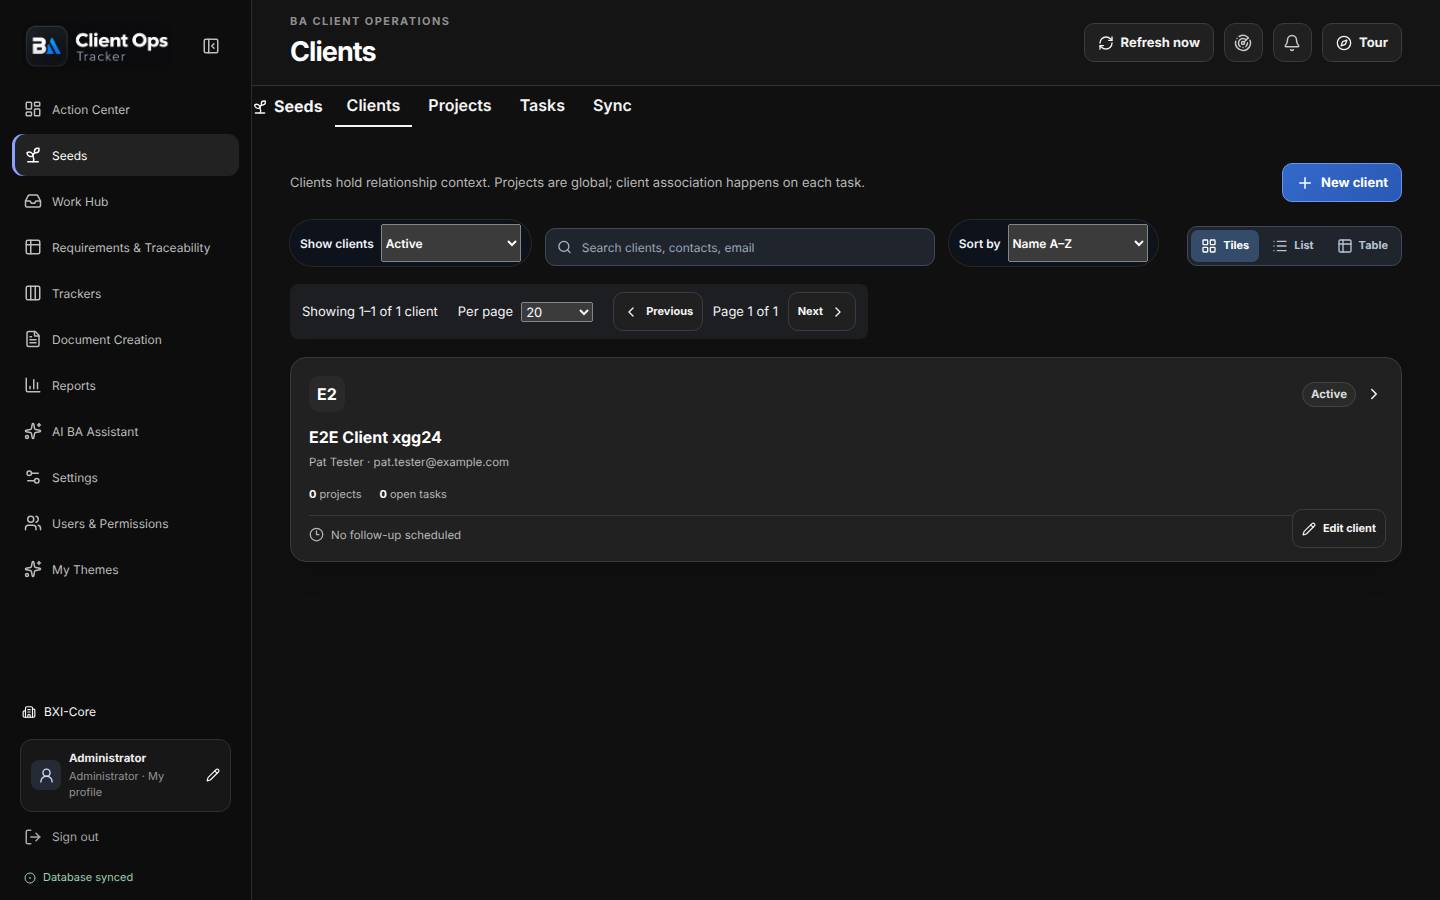 BA Client Ops
Tracker
Action Center
Seeds
Work Hub
Requirements & Traceability
Trackers
Document Creation
Reports
AI BA Assistant
Settings
Users & Permissions
My Themes
BXI-Core
Administrator
Administrator · My
profile
Sign out
Database synced
BA CLIENT OPERATIONS
Clients
Refresh now
Tour
Seeds Clients Projects Tasks Sync
Clients hold relationship context. Projects are global; client association happens on each task.
New client
Show clients Active
Search clients, contacts, email
Sort by Name A–Z
Tiles List Table
Showing 1–1 of 1 client Per page 20 Previous Page 1 of 1 Next
E2
Active
E2E Client xgg24
Pat Tester · pat.tester@example.com
0 projects 0 open tasks
No follow-up scheduled
Edit client